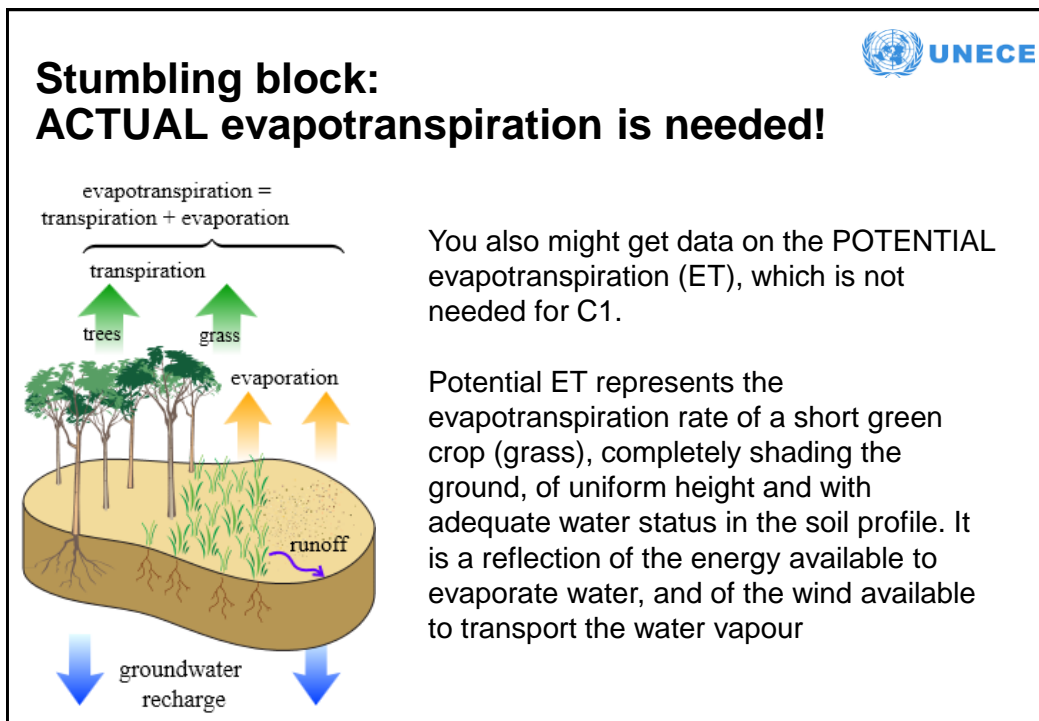 UNECE
Stumbling block:
ACTUAL evapotranspiration is needed!
evapotranspiration =
transpiration + evaporation
transpiration
trees
grass
evaporation
runoff
groundwater
recharge
You also might get data on the POTENTIAL
evapotranspiration (ET), which is not
needed for C1.
Potential ET represents the
evapotranspiration rate of a short green
crop (grass), completely shading the
ground, of uniform height and with
adequate water status in the soil profile. It
is a reflection of the energy available to
evaporate water, and of the wind available
to transport the water vapour